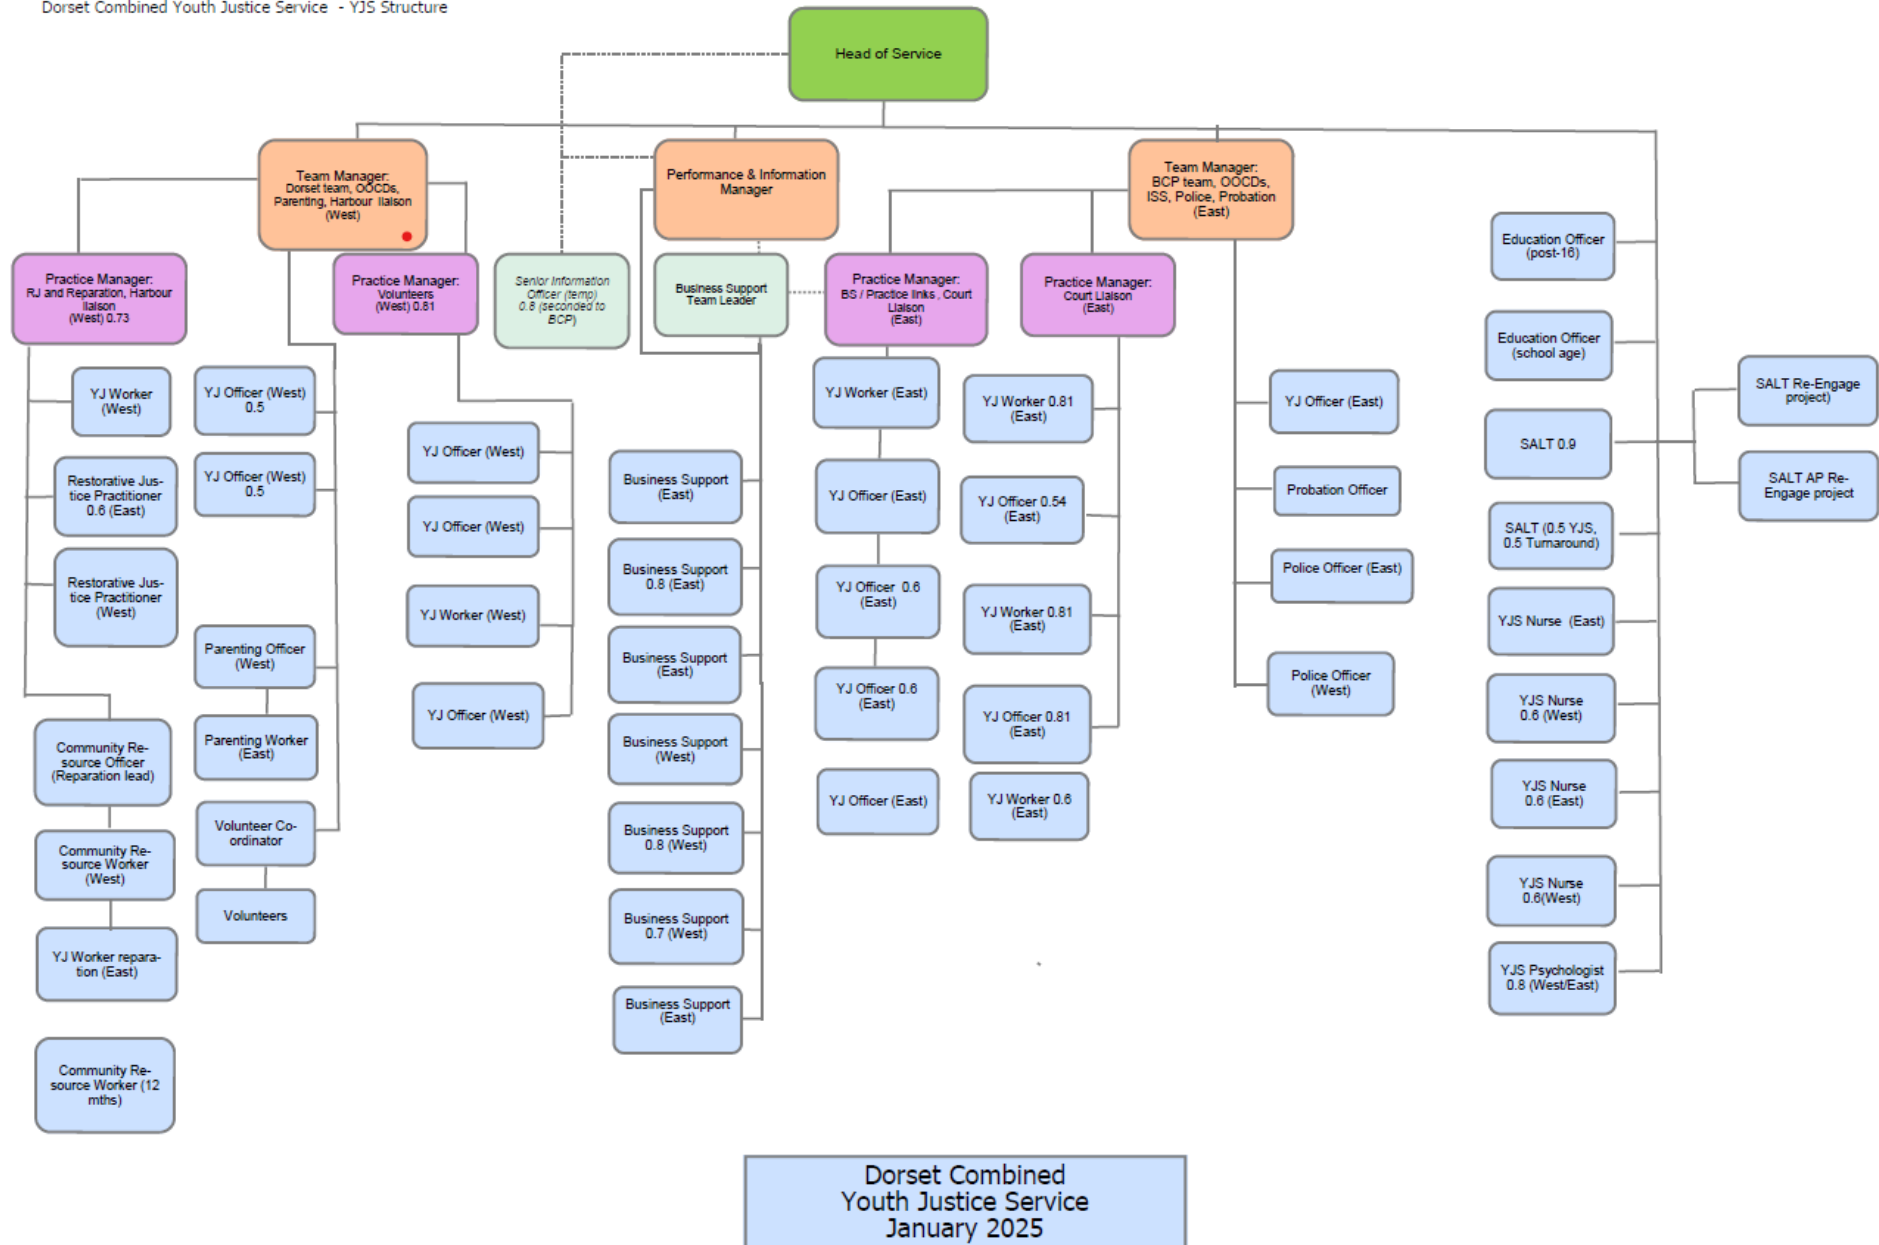 Dorset Combined Youth Justice Service - YJS Structure
Head of Service
Team Manager:
Dorset team, OOCDs,
Parenting, Harbour liaison
(West)
Performance & Information
Manager
Team Manager:
BCP team, OOCDs,
ISS, Police, Probation
(East)
Practice Manager:
RJ and Reparation, Harbour
liaison
(West) 0.73
Practice Manager:
Volunteers
(West) 0.81
Senior Information
Officer (temp)
0.8 (seconded to
BCP)
Business Support
Team Leader
Practice Manager:
BS / Practice links , Court
Liaison
(East)
Practice Manager:
Court Liaison
(East)
YJ Worker
(West)
Restorative Jus-
tice Practitioner
0.6 (East)
Restorative Jus-
tice Practitioner
(West)
Community Re-
source Officer
(Reparation lead)
Community Re-
source Worker
(West)
YJ Worker repara-
tion (East)
Community Re-
source Worker (12
mths)
YJ Officer (West)
0.5
YJ Officer (West)
0.5
Parenting Officer
(West)
Parenting Worker
(East)
Volunteer Co-
ordinator
Volunteers
YJ Officer (West)
YJ Officer (West)
YJ Worker (West)
YJ Officer (West)
Business Support
(East)
Business Support
0.8 (East)
Business Support
(East)
Business Support
(West)
Business Support
0.8 (West)
Business Support
0.7 (West)
Business Support
(East)
YJ Worker (East)
YJ Officer (East)
YJ Officer 0.6
(East)
YJ Officer 0.6
(East)
YJ Officer (East)
YJ Worker 0.81
(East)
YJ Officer 0.54
(East)
YJ Worker 0.81
(East)
YJ Officer 0.81
(East)
YJ Worker 0.6
(East)
YJ Officer (East)
Probation Officer
Police Officer (East)
Police Officer
(West)
Education Officer
(post-16)
Education Officer
(school age)
SALT 0.9
SALT (0.5 YJS,
0.5 Turnaround)
YJS Nurse (East)
YJS Nurse
0.6 (West)
YJS Nurse
0.6 (East)
YJS Nurse
0.6(West)
YJS Psychologist
0.8 (West/East)
SALT Re-Engage
project)
SALT AP Re-
Engage project
Dorset Combined
Youth Justice Service
January 2025